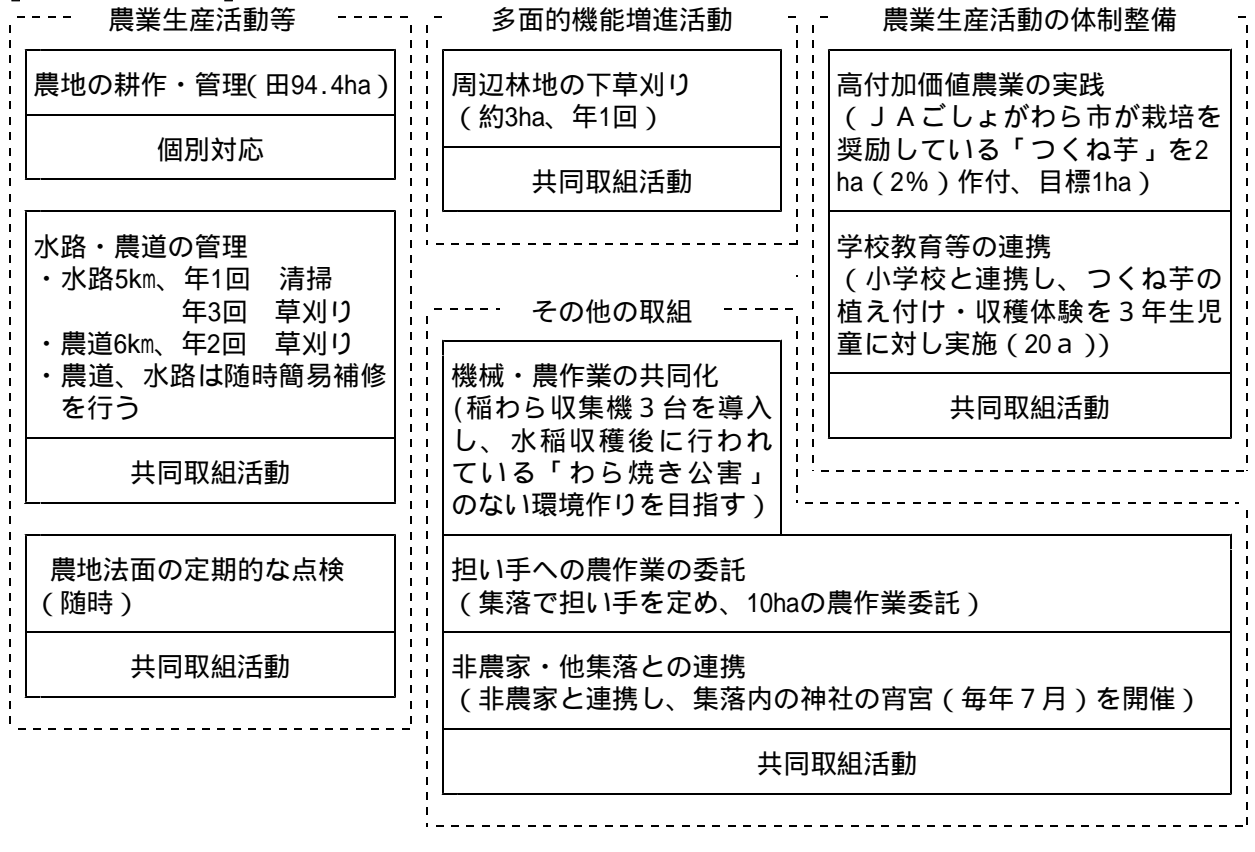 農業生産活動等
農地の耕作・管理(田94.4ha)
個別対応
水路・農道の管理
・水路5km、年1回 清掃
年3回 草刈り
・農道6km、年2回 草刈り
・農道、水路は随時簡易補修
を行う
共同取組活動
農地法面の定期的な点検
(随時)
共同取組活動
多面的機能増進活動
周辺林地の下草刈り
(約3ha、年1回)
共同取組活動
農業生産活動の体制整備
高付加価値農業の実践
(JAごしょがわら市が栽培を
奨励している「つくね芋」を2
ha(2%)作付、目標1ha)
学校教育等の連携
(小学校と連携し、つくね芋の
植え付け・収穫体験を3年生児
童に対し実施(20a))
共同取組活動
その他の取組
機械・農作業の共同化
(稲わら収集機3台を導入
し、水稲収穫後に行われ
ている「わら焼き公害」
のない環境作りを目指す)
担い手への農作業の委託
(集落で担い手を定め、10haの農作業委託)
非農家・他集落との連携
(非農家と連携し、集落内の神社の宵宮(毎年7月)を開催)
共同取組活動